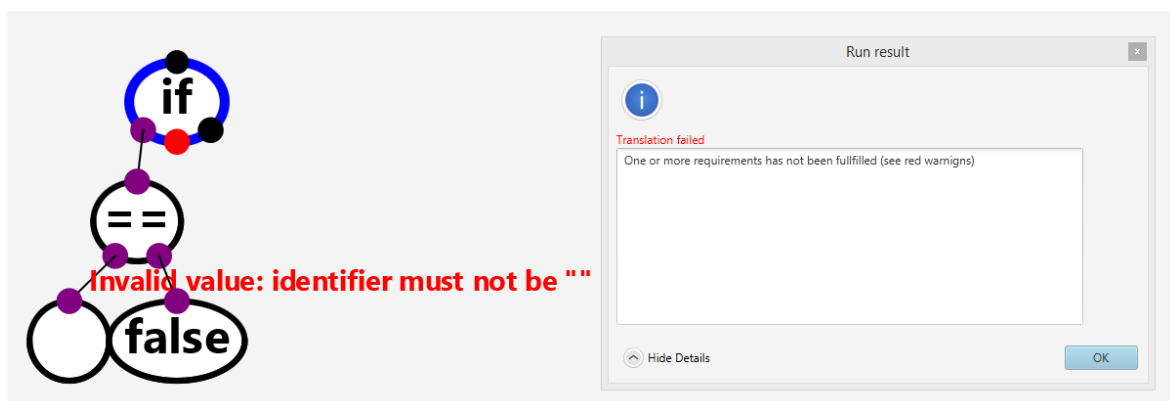 if
==
Invalid value: identifier must not be ""
false
Run result
x
i
Translation failed
One or more requirements has not been fullfilled (see red warnigns)
Hide Details
OK